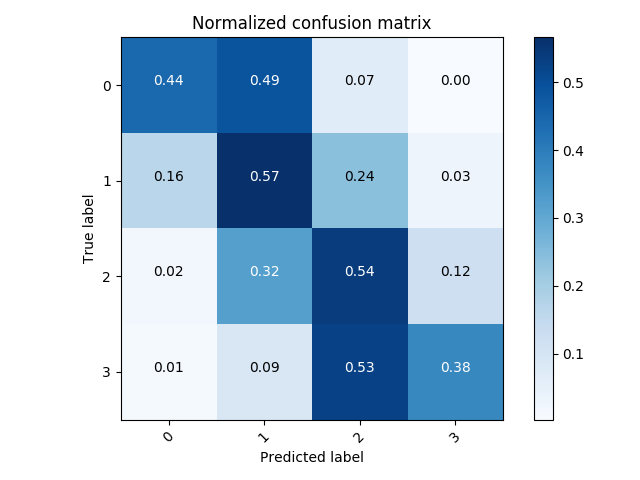 Normalized confusion matrix
0 0.44 0.49 0.07 0.00
1 0.16 0.57 0.24 0.03
2 0.02 0.32 0.54 0.12
3 0.01 0.09 0.53 0.38
True label
0 1 2 3
Predicted label
0.5
0.4
0.3
0.2
0.1